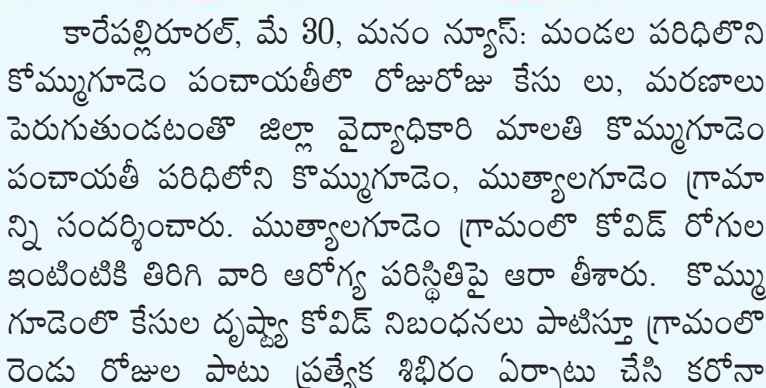 కారేపల్లిరూరల్, మే 30, మనం న్యూస్: మండల పరిధిలొని
కోమ్ముగూడెం పంచాయతీలొ రోజురోజు కేసు లు, మరణాలు
పెరుగుతుండటంతొ జిల్లా వైద్యాధికారి మాలతి కొమ్ముగూడెం
పంచాయతీ పరిధిలోని కొమ్ముగూడెం, ముత్యాలగూడెం గ్రామా
న్ని సందర్శించారు. ముత్యాలగూడెం గ్రామంలొ కోవిడ్ రోగుల
ఇంటింటికి తిరిగి వారి ఆరోగ్య పరిస్థితిపై ఆరా తీశారు. కొమ్ము
గూడెంలొ కేసుల దృష్ట్యా కోవిడ్ నిబంధనలు పాటిస్తూ గ్రామంలొ
రెండు రోజుల పాటు ప్రత్యేక శిభిరం ఏర్పాటు చేసి కరోనా